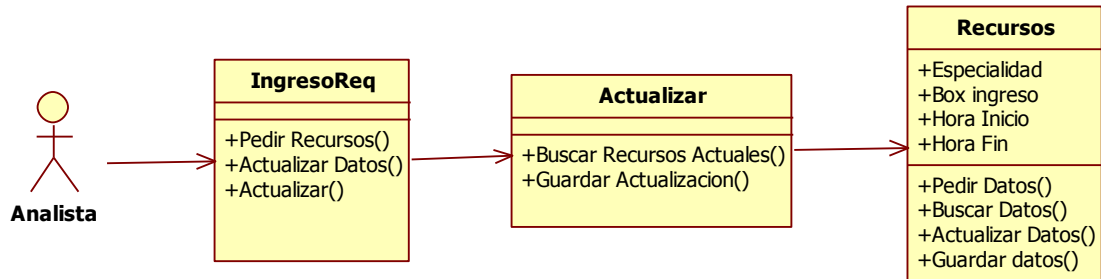 Analista
IngresoReq
+Pedir Recursos()
+Actualizar Datos()
+Actualizar()
Actualizar
+Buscar Recursos Actuales()
+Guardar Actualizacion()
Recursos
+Especialidad
+Box ingreso
+Hora Inicio
+Hora Fin
+Pedir Datos()
+Buscar Datos()
+Actualizar Datos()
+Guardar datos()